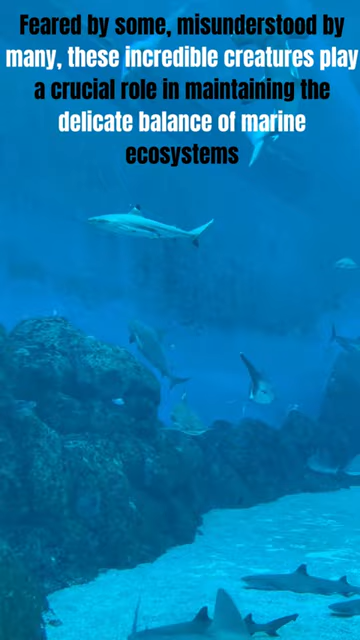 Feared by some, misunderstood by
many, these incredible creatures play
a crucial role in maintaining the
delicate balance of marine
ecosystems